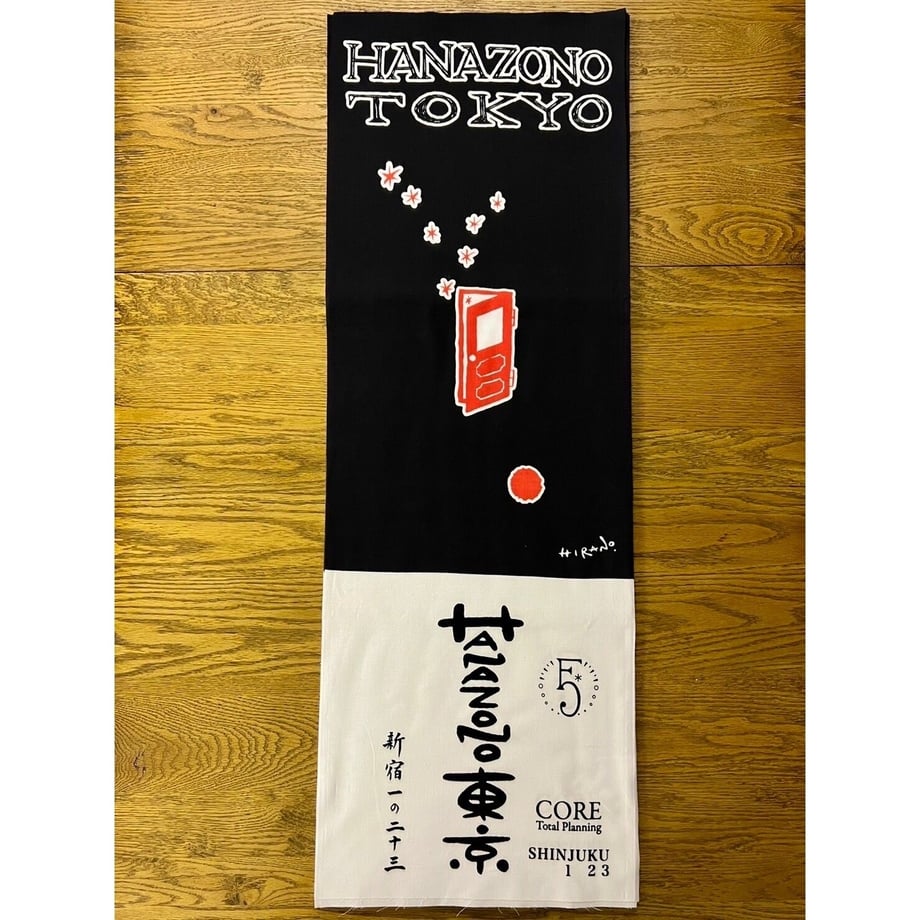 HANAZONO
TOKYO
HIRANO.
HANAZONO東京
新宿一の二十三
5
CORE
Total Planning
SHINJUKU
1 23